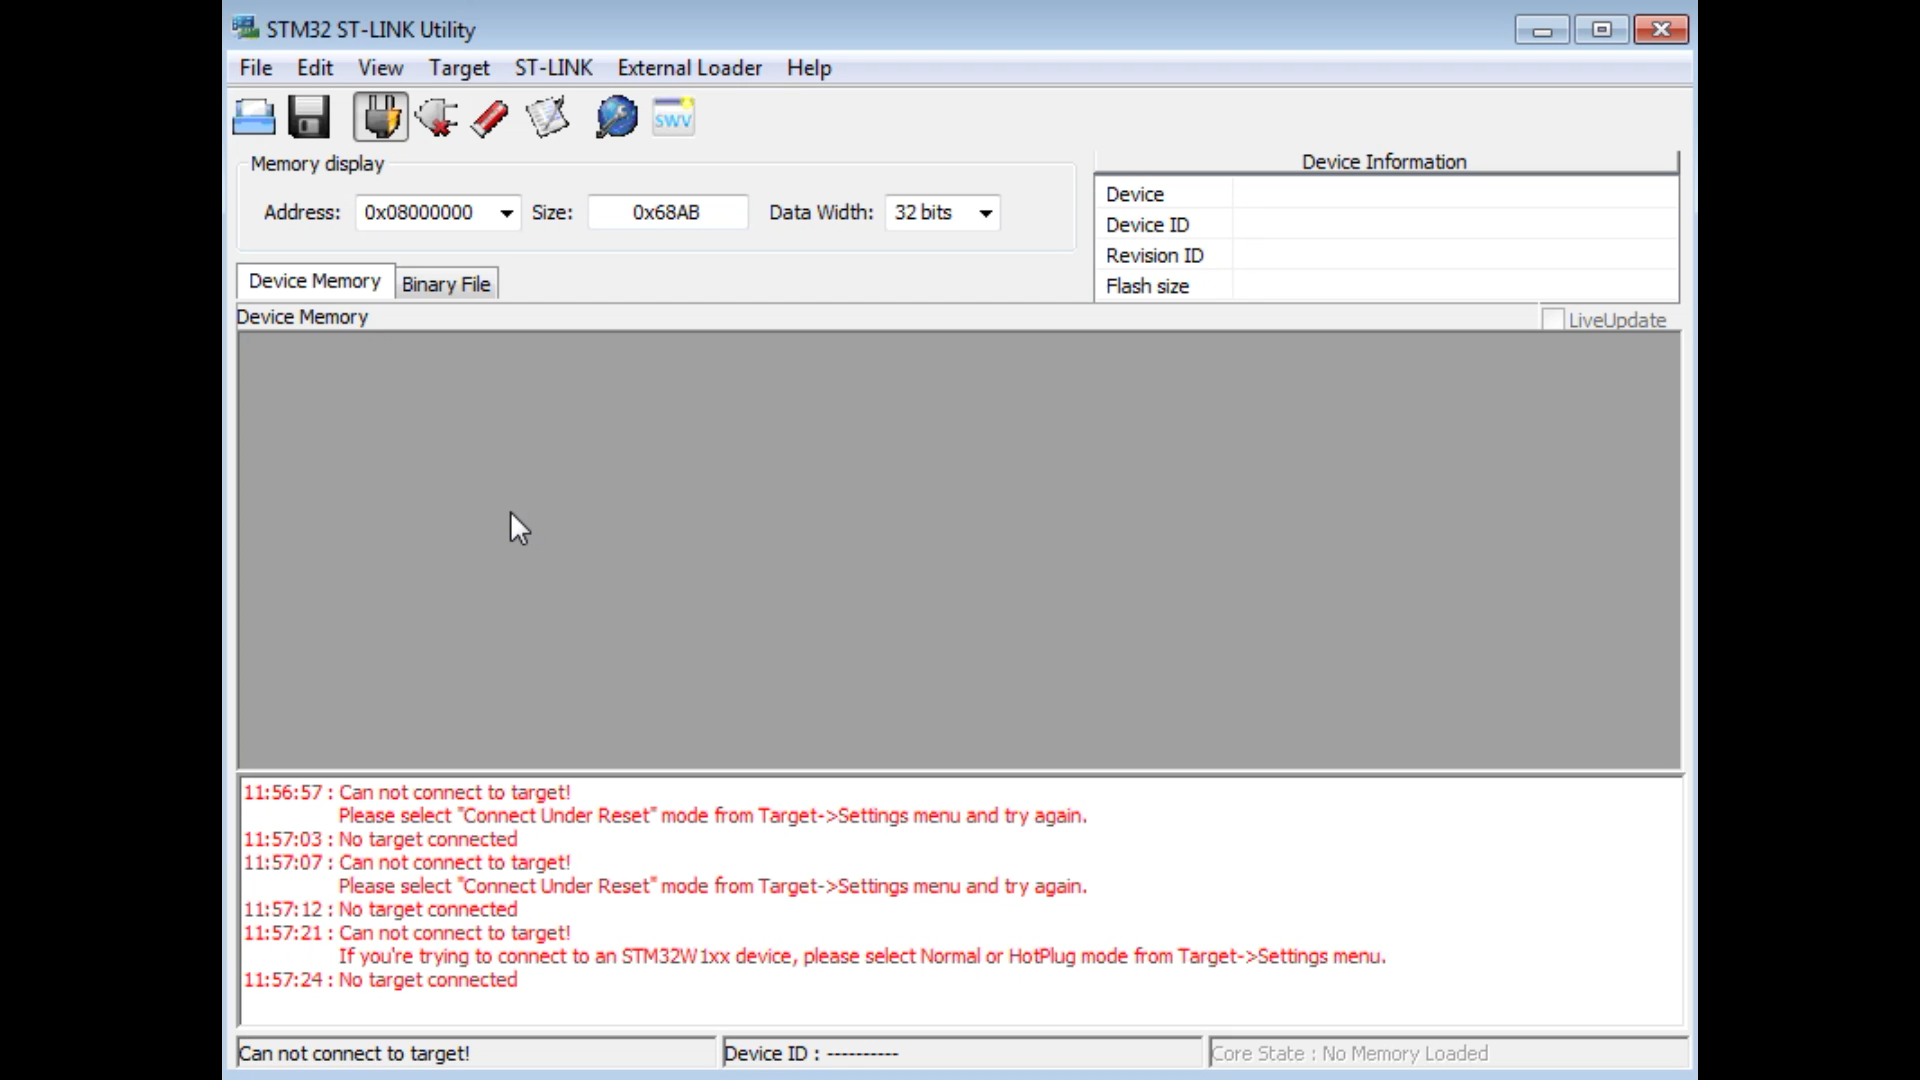 STM32 ST-LINK Utility
File Edit View Target ST-LINK External Loader Help
SWV
Memory display
Address: 0x08000000 Size: 0x68AB Data Width: 32 bits
Device Information
Device
Device ID
Revision ID
Flash size
Device Memory Binary File
Device Memory
LiveUpdate
11:56:57 : Can not connect to target!
Please select "Connect Under Reset" mode from Target->Settings menu and try again.
11:57:03 : No target connected
11:57:07 : Can not connect to target!
Please select "Connect Under Reset" mode from Target->Settings menu and try again.
11:57:12 : No target connected
11:57:21 : Can not connect to target!
If you're trying to connect to an STM32W1xx device, please select Normal or HotPlug mode from Target->Settings menu.
11:57:24 : No target connected
Can not connect to target! Device ID : ---------- Core State : No Memory Loaded